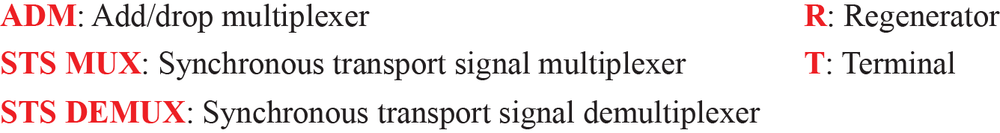 ADM: Add/drop multiplexer R: Regenerator
STS MUX: Synchronous transport signal multiplexer T: Terminal
STS DEMUX: Synchronous transport signal demultiplexer